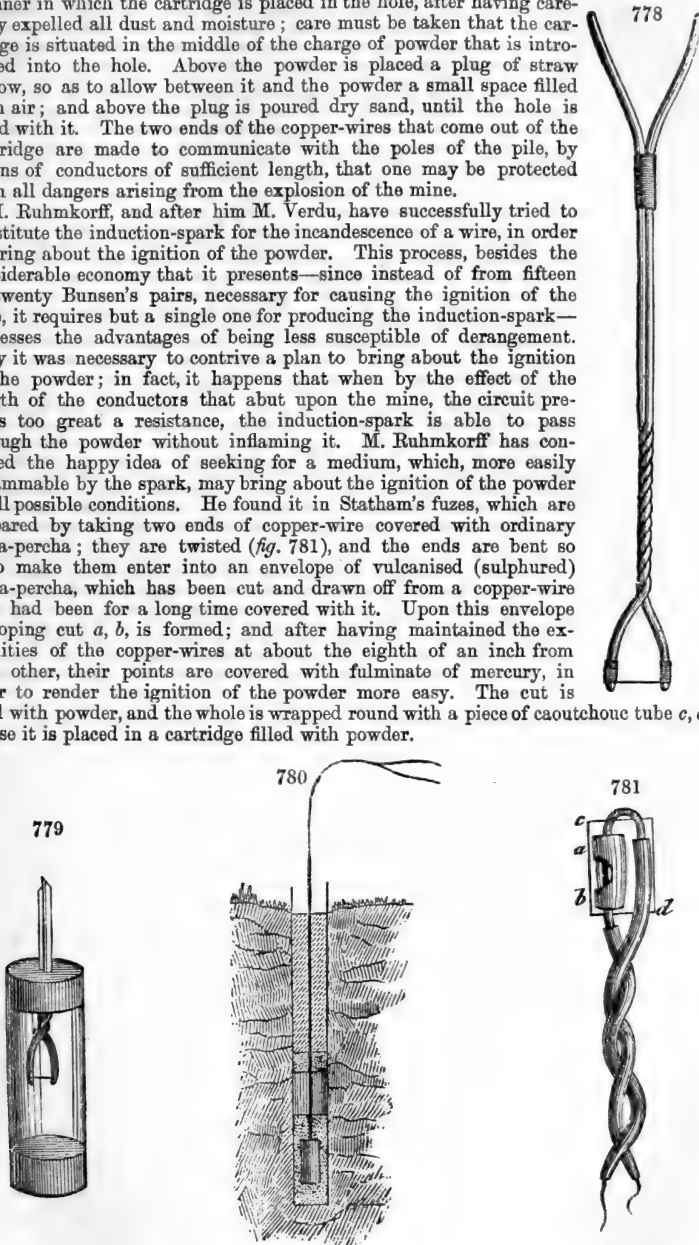 nner in which the cartridge is placed in the hole, after having care-
y expelled all dust and moisture ; care must be taken that the car-
ge is situated in the middle of the charge of powder that is intro-
ed into the hole. Above the powder is placed a plug of straw
ow, so as to allow between it and the powder a small space filled
n air ; and above the plug is poured dry sand, until the hole is
d with it. The two ends of the copper-wires that come out of the
ridge are made to communicate with the poles of the pile, by
ns of conductors of sufficient length, that one may be protected
n all dangers arising from the explosion of the mine.
I. Ruhmkorff, and after him M. Verdu, have successfully tried to
stitute the induction-spark for the incandescence of a wire, in order
ring about the ignition of the powder. This process, besides the
siderable economy that it presents—since instead of from fifteen
wenty Bunsen's pairs, necessary for causing the ignition of the
, it requires but a single one for producing the induction-spark—
esses the advantages of being less susceptible of derangement.
y it was necessary to contrive a plan to bring about the ignition
he powder ; in fact, it happens that when by the effect of the
th of the conductors that abut upon the mine, the circuit pre-
s too great a resistance, the induction-spark is able to pass
ugh the powder without inflaming it. M. Ruhmkorff has con-
ed the happy idea of seeking for a medium, which, more easily
mmable by the spark, may bring about the ignition of the powder
ll possible conditions. He found it in Statham's fuzes, which are
ared by taking two ends of copper-wire covered with ordinary
a-percha ; they are twisted (fig. 781), and the ends are bent so
o make them enter into an envelope of vulcanised (sulphured)
a-percha, which has been cut and drawn off from a copper-wire
had been for a long time covered with it. Upon this envelope
oping cut a, b, is formed ; and after having maintained the ex-
ities of the copper-wires at about the eighth of an inch from
other, their points are covered with fulminate of mercury, in
r to render the ignition of the powder more easy. The cut is
l with powder, and the whole is wrapped round with a piece of caoutchouc tube c,
se it is placed in a cartridge filled with powder.
778
779
780
781
c
a
b
d